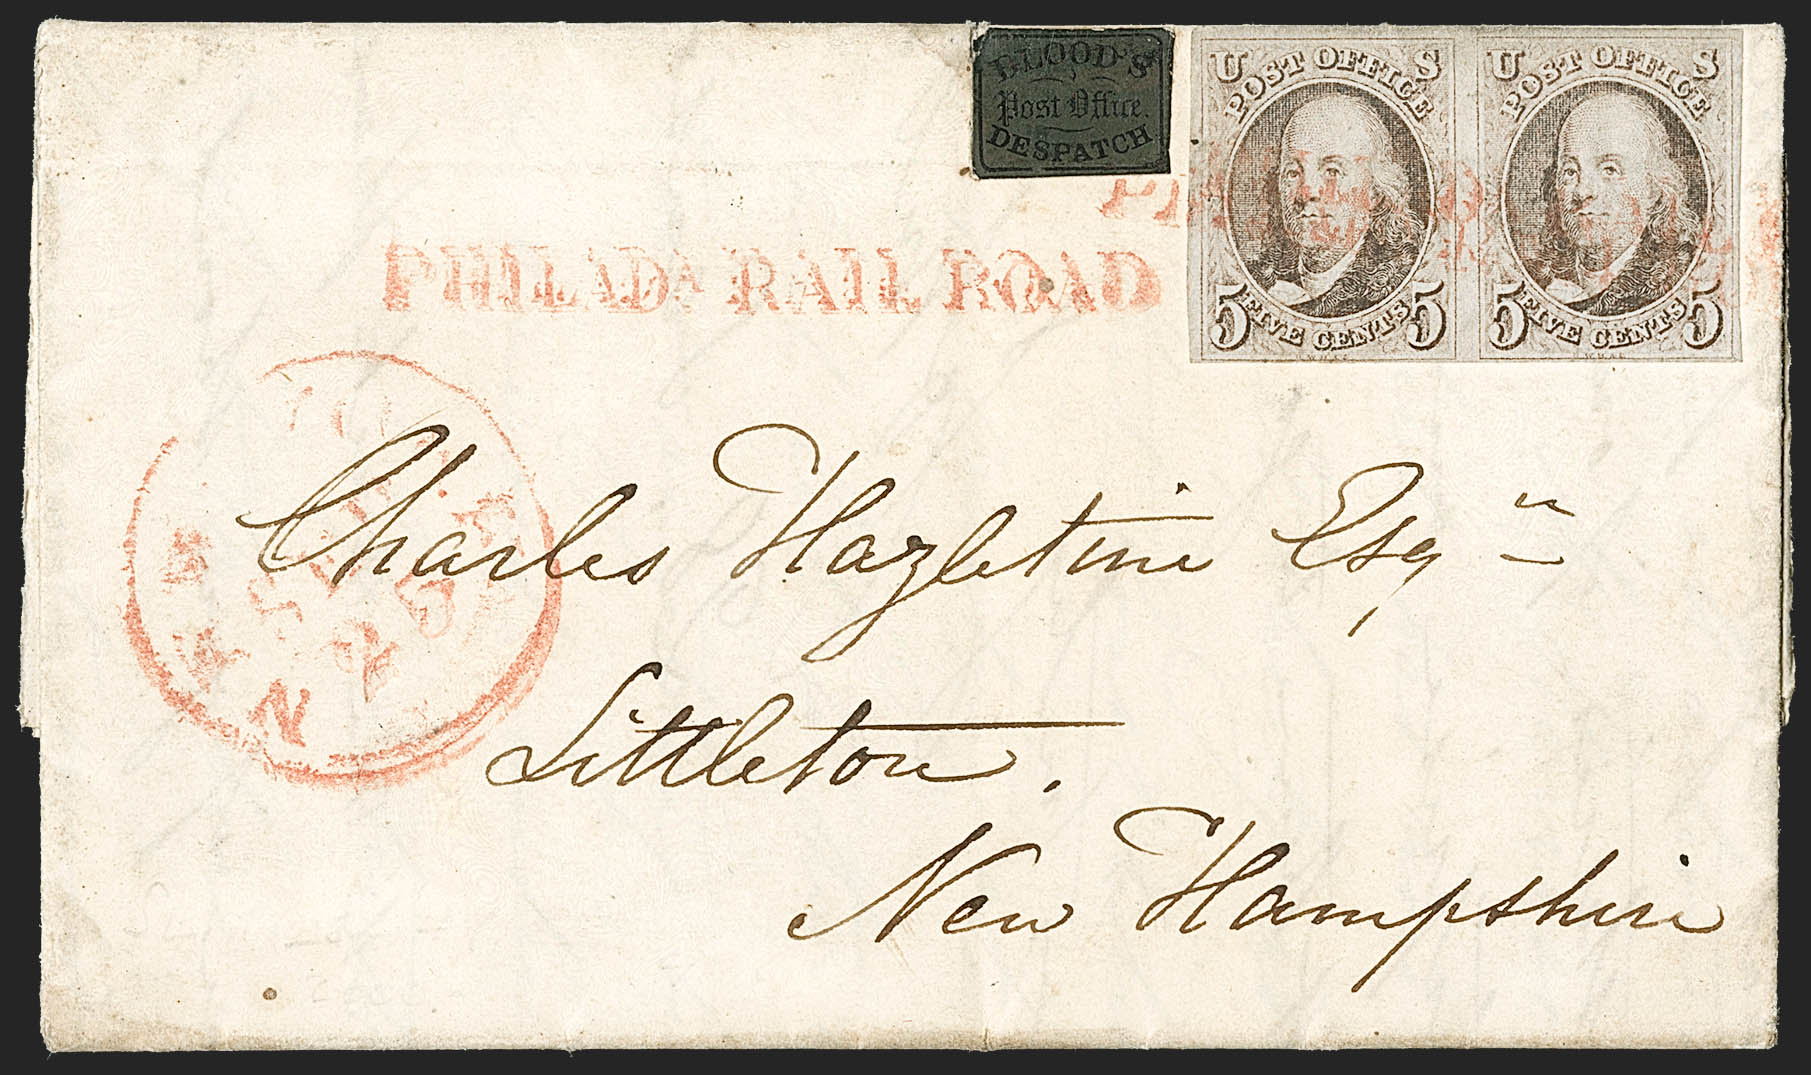 BLOOD'S
Post Office.
DESPATCH
U S
POST OFFICE
5 FIVE CENTS 5
U S
POST OFFICE
5 FIVE CENTS 5
PHILADA RAIL ROAD
Charles Hazletine Esqr
Littleton.
New Hampshire